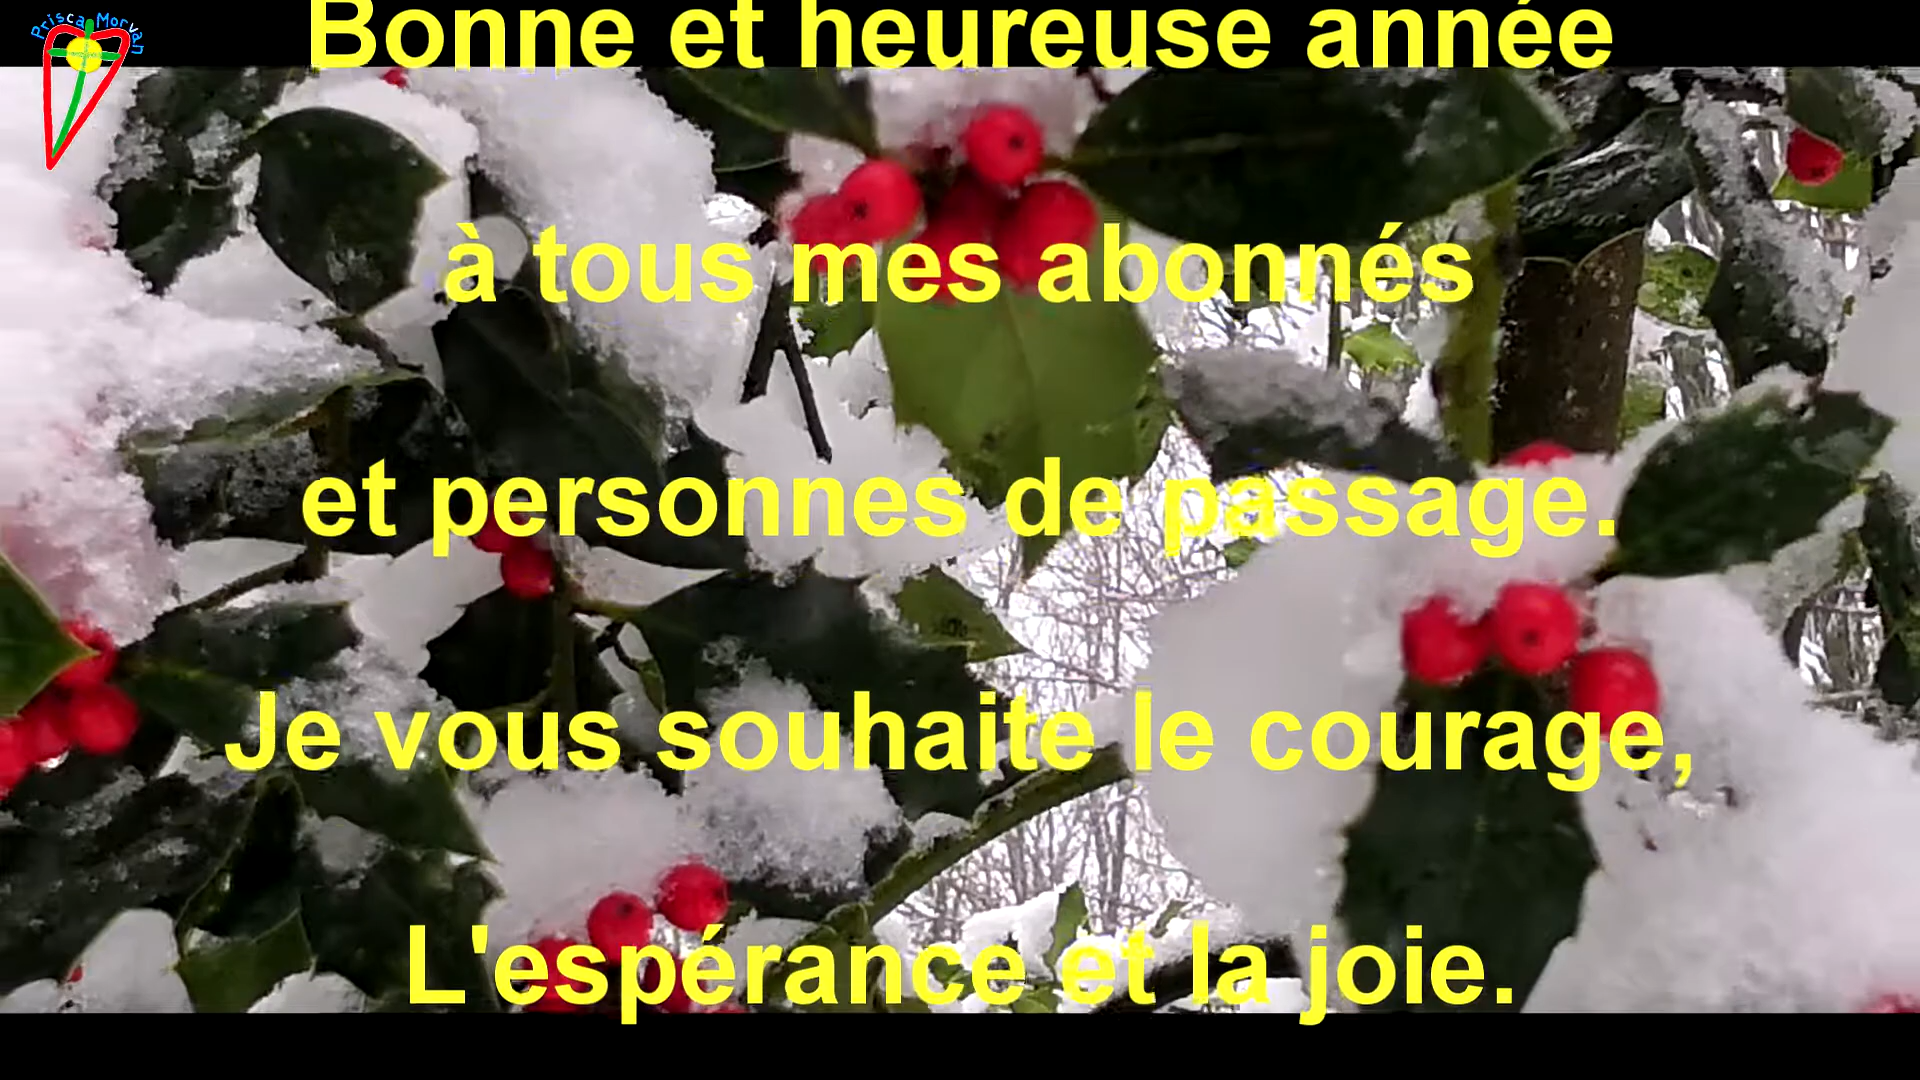 Prisca Morvan
Bonne et heureuse année
à tous mes abonnés
et personnes de passage.
Je vous souhaite le courage,
L'espérance et la joie.